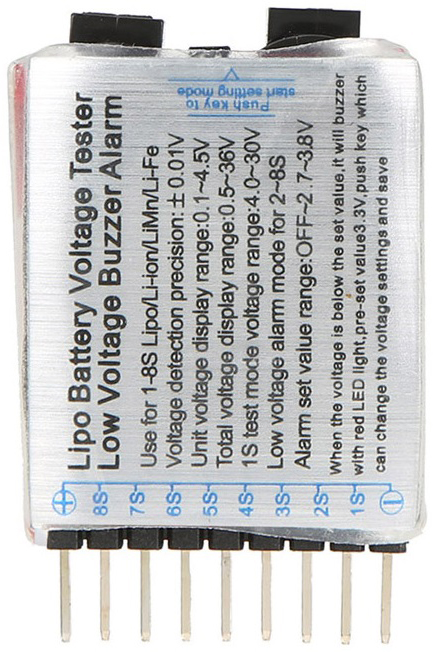 Lipo Battery Voltage Tester
Low Voltage Buzzer Alarm
Use for 1-8S Lipo/Li-ion/LiMn/Li-Fe
Voltage detection precision:±0.01V
Unit voltage display range:0.1~4.5V
Total voltage display range:0.5~36V
1S test mode voltage range:4.0~30V
Low voltage alarm mode for 2~8S
Alarm set value range:OFF~2..7~3.8V
When the voltage is below the set value,it will buzzer
with red LED light,pre-set value3.3V,push key which
can change the voltage settings and save
Push key to
start setting mode
+
8S
7S
6S
5S
4S
3S
2S
1S
-